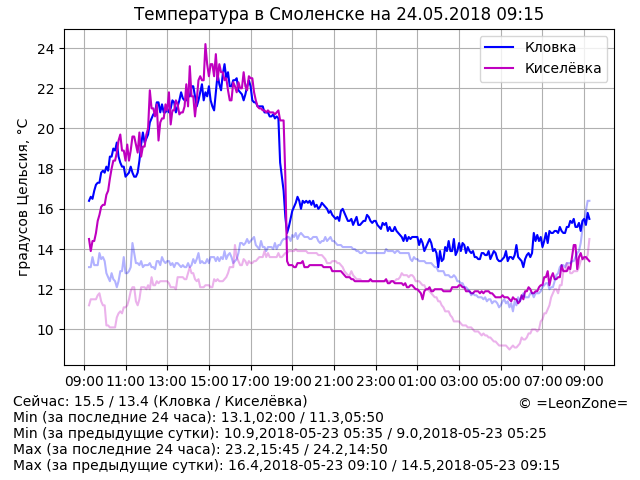 Температура в Смоленске на 24.05.2018 09:15
Кловка
Киселёвка
градусов Цельсия, °C
24
22
20
18
16
14
12
10
09:00 11:00 13:00 15:00 17:00 19:00 21:00 23:00 01:00 03:00 05:00 07:00 09:00
Сейчас: 15.5 / 13.4 (Кловка / Киселёвка)
© =LeonZone=
Min (за последние 24 часа): 13.1,02:00 / 11.3,05:50
Min (за предыдущие сутки): 10.9,2018-05-23 05:35 / 9.0,2018-05-23 05:25
Max (за последние 24 часа): 23.2,15:45 / 24.2,14:50
Max (за предыдущие сутки): 16.4,2018-05-23 09:10 / 14.5,2018-05-23 09:15